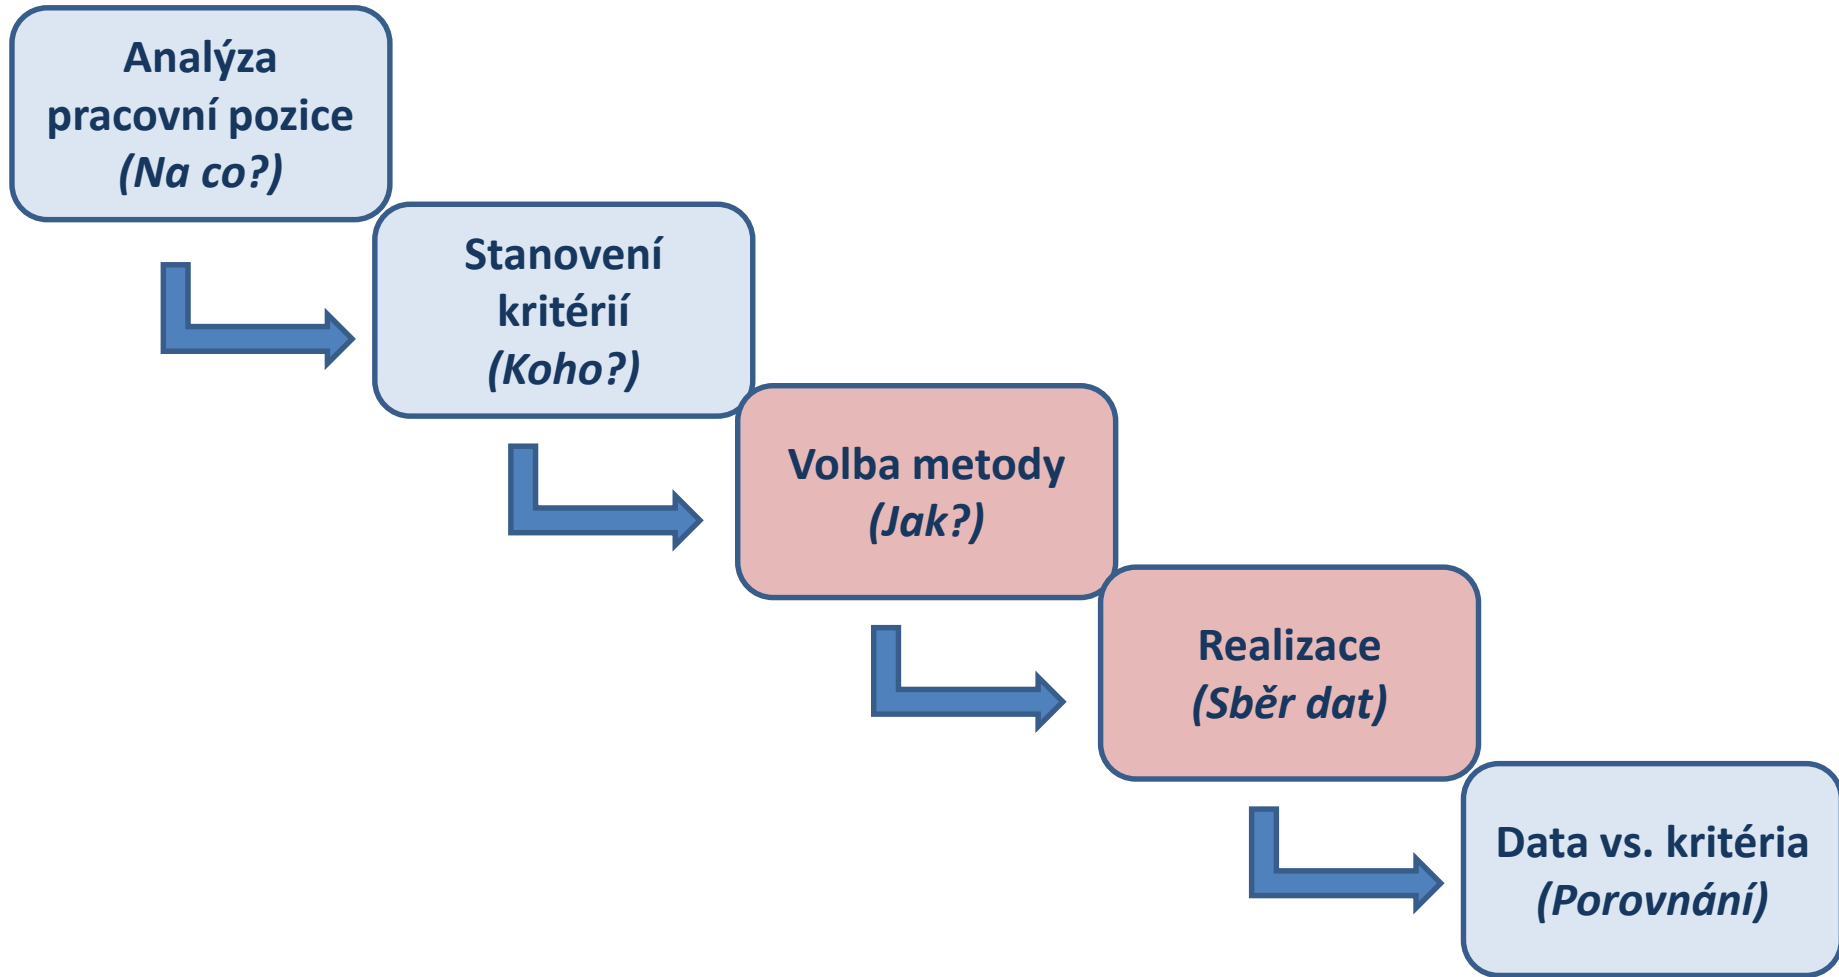 Analýza
pracovní pozice
(Na co?)
Stanovení
kritérií
(Koho?)
Volba metody
(Jak?)
Realizace
(Sběr dat)
Data vs. kritéria
(Porovnání)